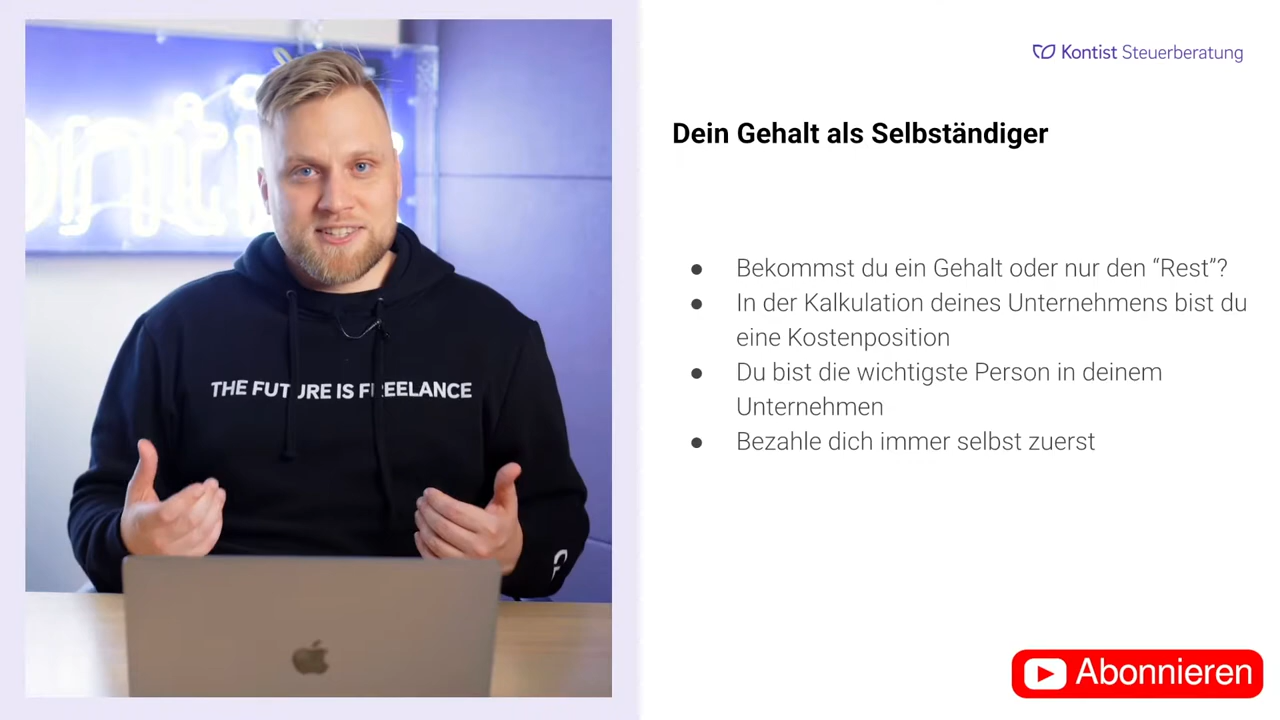 Kontist Steuerberatung
Dein Gehalt als Selbständiger
● Bekommst du ein Gehalt oder nur den “Rest”?
● In der Kalkulation deines Unternehmens bist du
eine Kostenposition
● Du bist die wichtigste Person in deinem
Unternehmen
● Bezahle dich immer selbst zuerst
THE FUTURE IS FREELANCE
Abonnieren